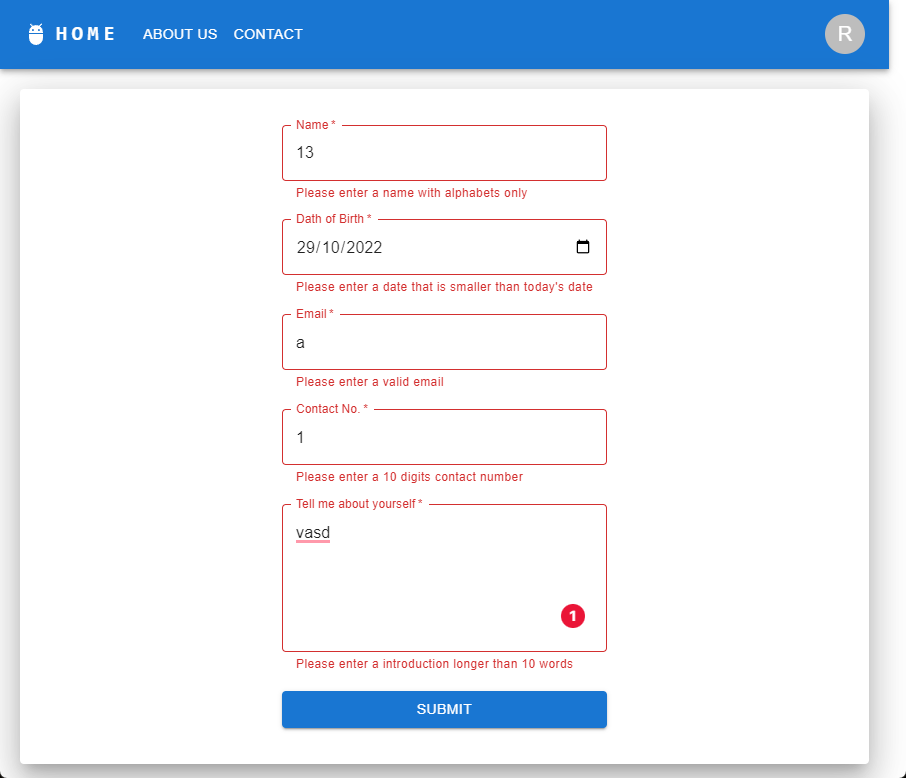 HOME ABOUT US CONTACT R
Name *
13
Please enter a name with alphabets only
Dath of Birth *
29/10/2022
Please enter a date that is smaller than today's date
Email *
a
Please enter a valid email
Contact No. *
1
Please enter a 10 digits contact number
Tell me about yourself *
vasd
1
Please enter a introduction longer than 10 words
SUBMIT